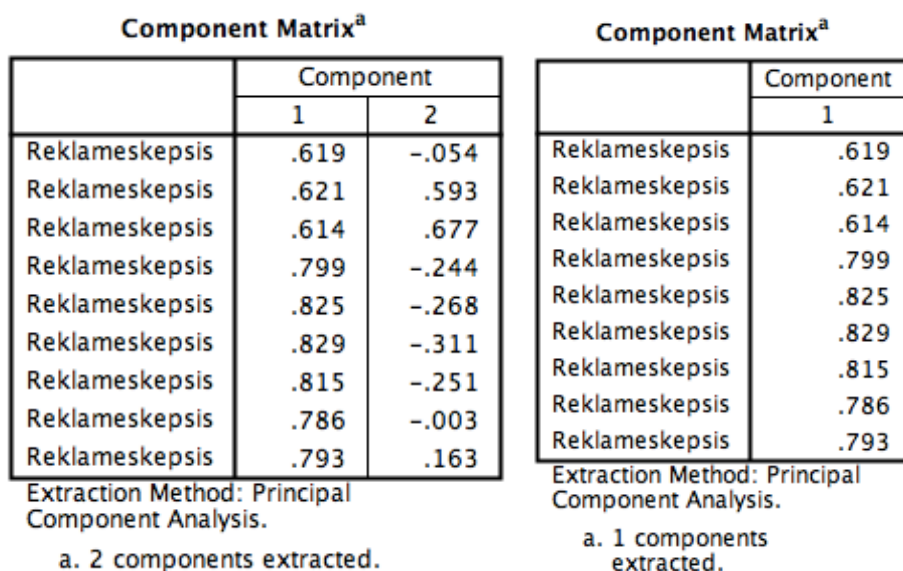 Component Matrixa
Component
1 2
Reklameskepsis .619 -.054
Reklameskepsis .621 .593
Reklameskepsis .614 .677
Reklameskepsis .799 -.244
Reklameskepsis .825 -.268
Reklameskepsis .829 -.311
Reklameskepsis .815 -.251
Reklameskepsis .786 -.003
Reklameskepsis .793 .163
Extraction Method: Principal
Component Analysis.
a. 2 components extracted.
Component Matrixa
Component
1
Reklameskepsis .619
Reklameskepsis .621
Reklameskepsis .614
Reklameskepsis .799
Reklameskepsis .825
Reklameskepsis .829
Reklameskepsis .815
Reklameskepsis .786
Reklameskepsis .793
Extraction Method: Principal
Component Analysis.
a. 1 components
extracted.